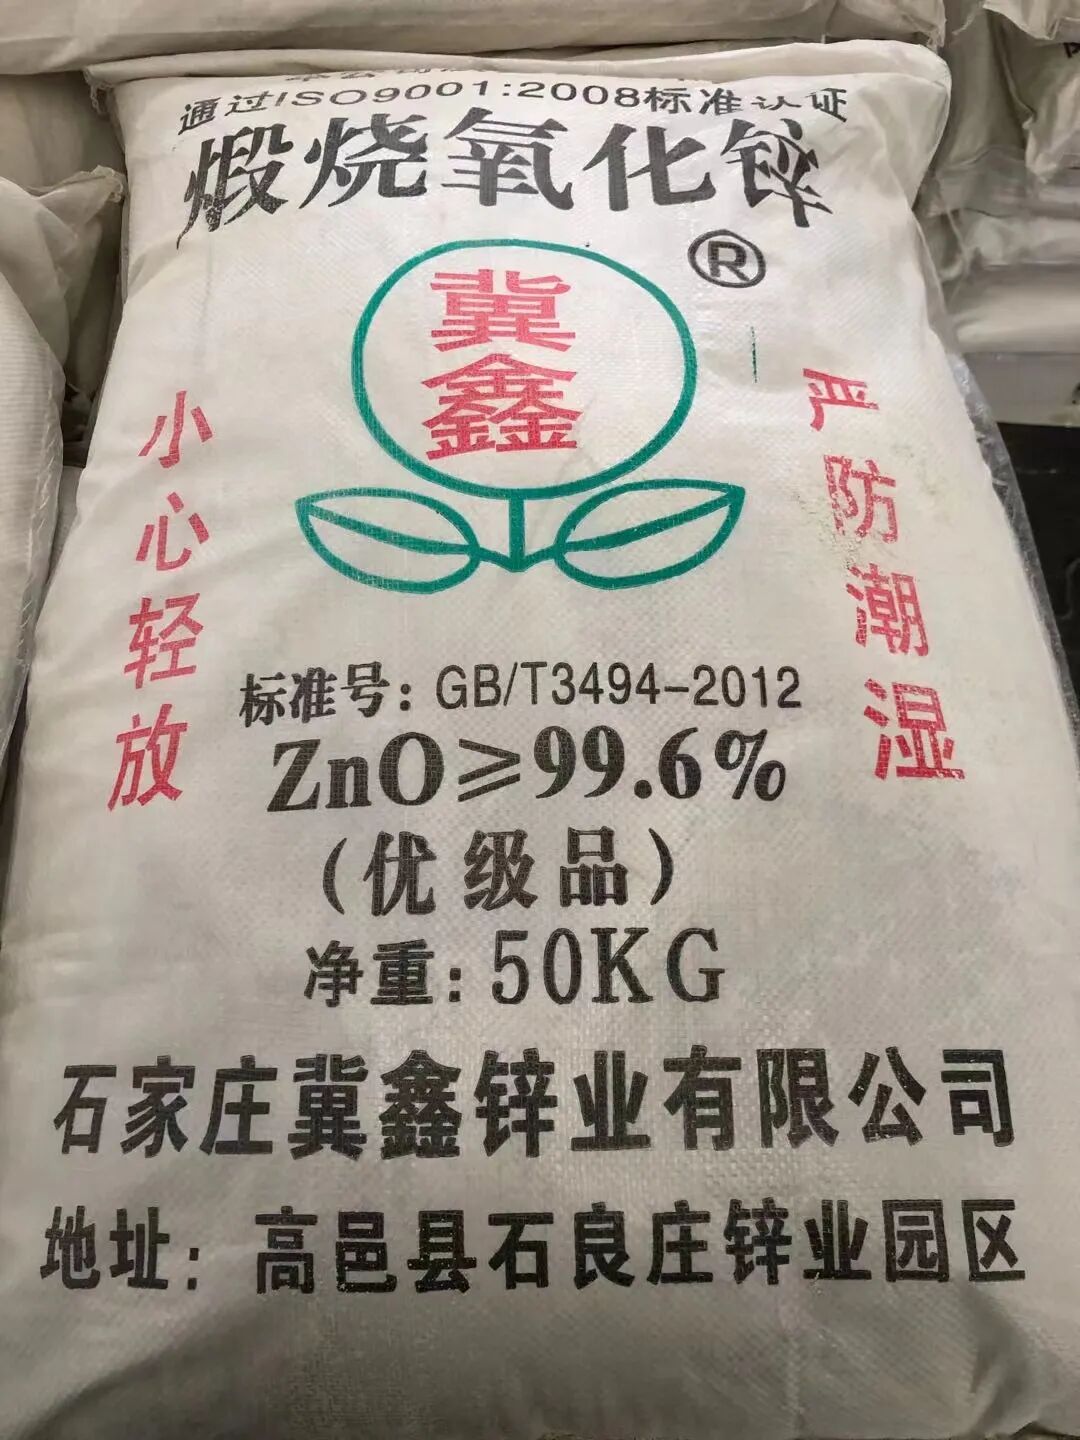 通过ISO9001:2008标准认证
煅烧氧化锌
®
冀
鑫
小心轻放
严防潮湿
标准号:GB/T3494-2012
ZnO≥99.6%
(优级品)
净重:50KG
石家庄冀鑫锌业有限公司
地址:高邑县石良庄锌业园区